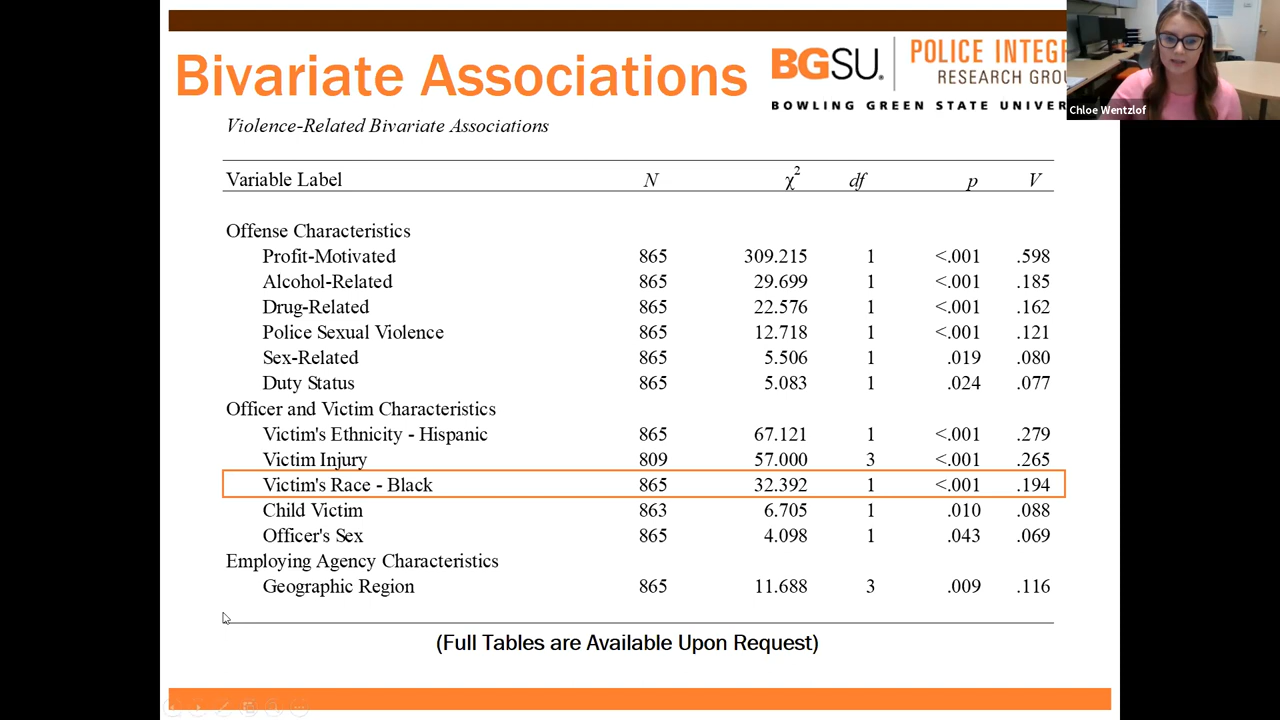 Bivariate Associations
BGSU.
POLICE INTEG
RESEARCH GROU
BOWLING GREEN STATE UNIVER
Chloe Wentzlof
Violence-Related Bivariate Associations
Variable Label N χ2 df p V
Offense Characteristics
Profit-Motivated 865 309.215 1 <.001 .598
Alcohol-Related 865 29.699 1 <.001 .185
Drug-Related 865 22.576 1 <.001 .162
Police Sexual Violence 865 12.718 1 <.001 .121
Sex-Related 865 5.506 1 .019 .080
Duty Status 865 5.083 1 .024 .077
Officer and Victim Characteristics
Victim's Ethnicity - Hispanic 865 67.121 1 <.001 .279
Victim Injury 809 57.000 3 <.001 .265
Victim's Race - Black 865 32.392 1 <.001 .194
Child Victim 863 6.705 1 .010 .088
Officer's Sex 865 4.098 1 .043 .069
Employing Agency Characteristics
Geographic Region 865 11.688 3 .009 .116
(Full Tables are Available Upon Request)